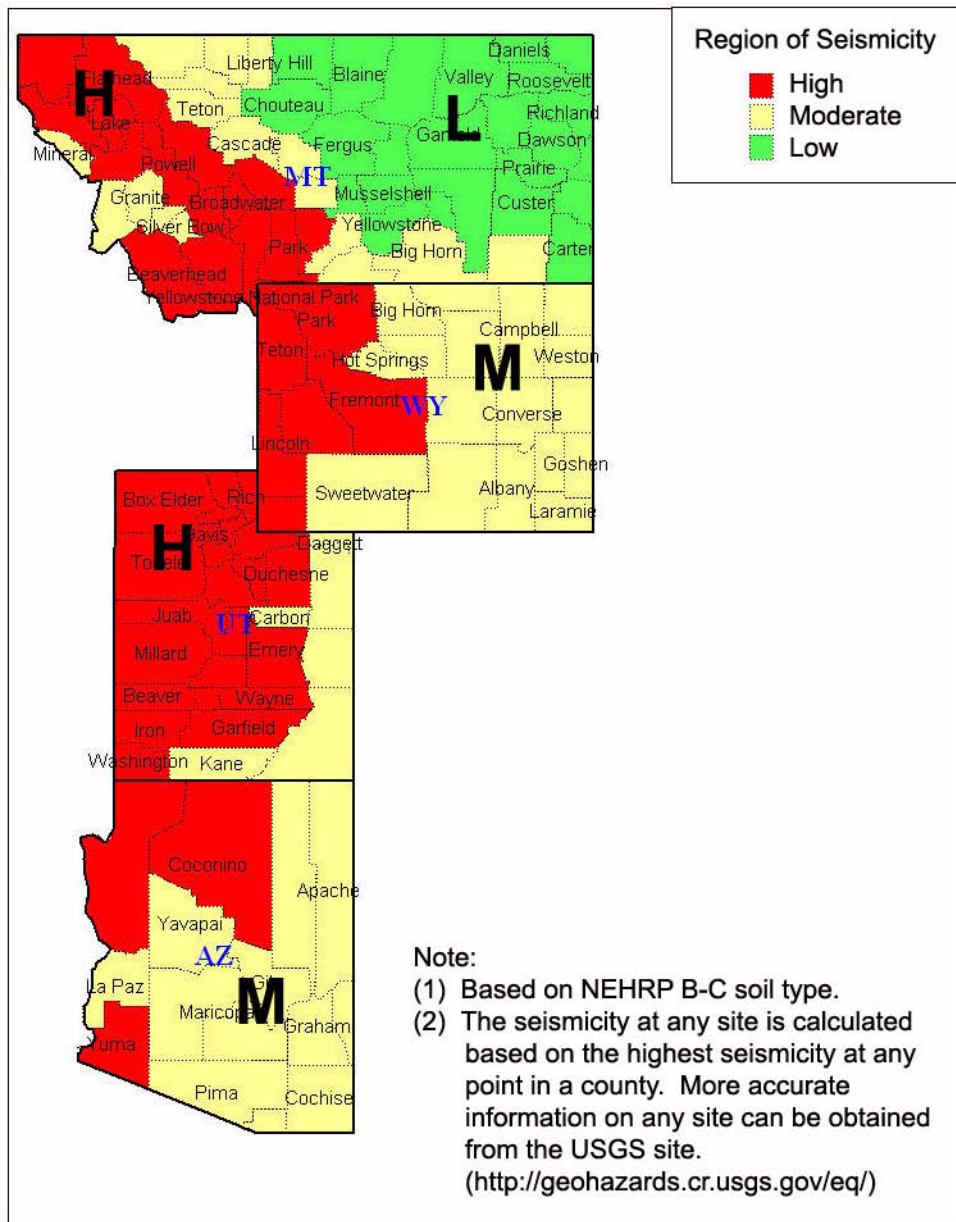 Region of Seismicity
High
Moderate
Low
H
L
MT
Flathead
Lake
Mineral
Powell
Granite
Silver Bow
Broadwater
Beaverhead
Park
Liberty Hill
Teton
Chouteau
Cascade
Fergus
Blaine
Valley
Daniels
Roosevelt
Richland
Garfield
Dawson
Prairie
Musselshell
Custer
Yellowstone
Big Horn
Carter
Yellowstone National Park
Park
Teton
Big Horn
Hot Springs
Campbell
Weston
M
Fremont
WY
Converse
Lincoln
Goshen
Sweetwater
Albany
Laramie
Box Elder
Rich
H
Davis
Tooele
Daggett
Duchesne
Juab
UT
Carbon
Millard
Emery
Beaver
Wayne
Iron
Garfield
Washington
Kane
Coconino
Apache
Yavapai
AZ
La Paz
M
Maricopa
Graham
Yuma
Pima
Cochise
Note:
(1) Based on NEHRP B-C soil type.
(2) The seismicity at any site is calculated
based on the highest seismicity at any
point in a county. More accurate
information on any site can be obtained
from the USGS site.
(http://geohazards.cr.usgs.gov/eq/)